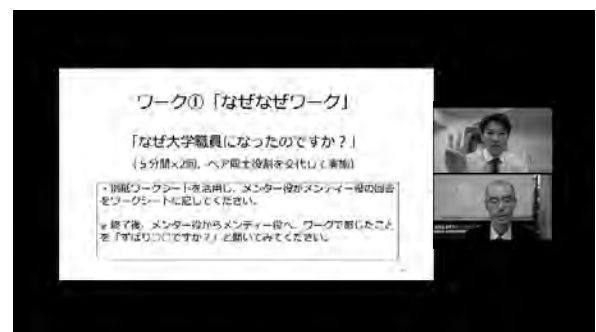 ワーク① 「なぜなぜワーク」
「なぜ大学職員になったのですか?」
(5分間×2回、ペア同士役割を交代して実施)
・別紙ワークシートを活用し、メンター役がメンティー役の回答
をワークシートに記してください。
※終了後、メンター役からメンティー役へ、ワークで感じたこと
を「ずばり○○ですか?」と聞いてみてください。